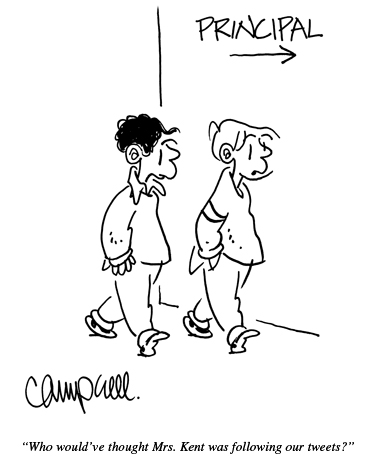 PRINCIPAL
Campbell.
“Who would’ve thought Mrs. Kent was following our tweets?”